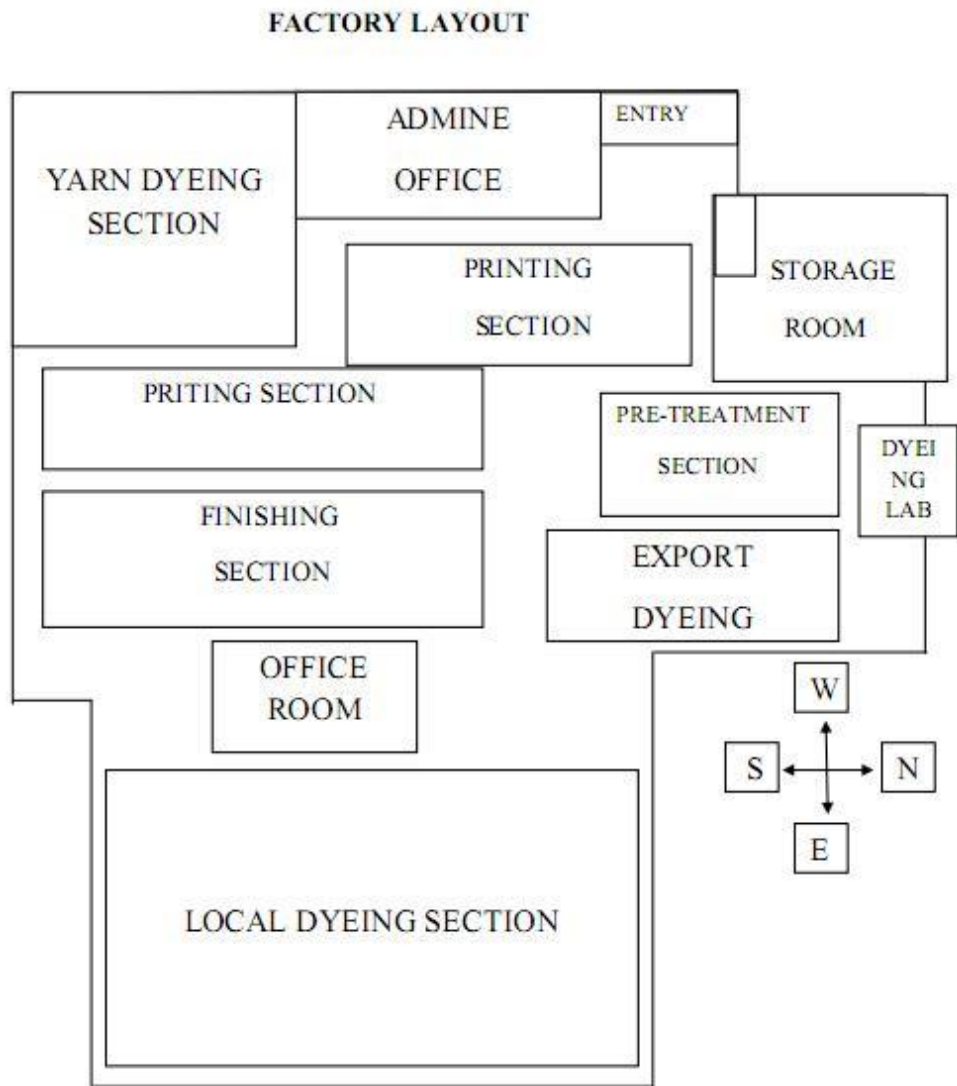 FACTORY LAYOUT
ADMINE
OFFICE
ENTRY
YARN DYEING
SECTION
PRINTING
SECTION
STORAGE
ROOM
PRITING SECTION
PRE-TREATMENT
SECTION
DYEI
NG
LAB
FINISHING
SECTION
EXPORT
DYEING
OFFICE
ROOM
W
S
N
E
LOCAL DYEING SECTION